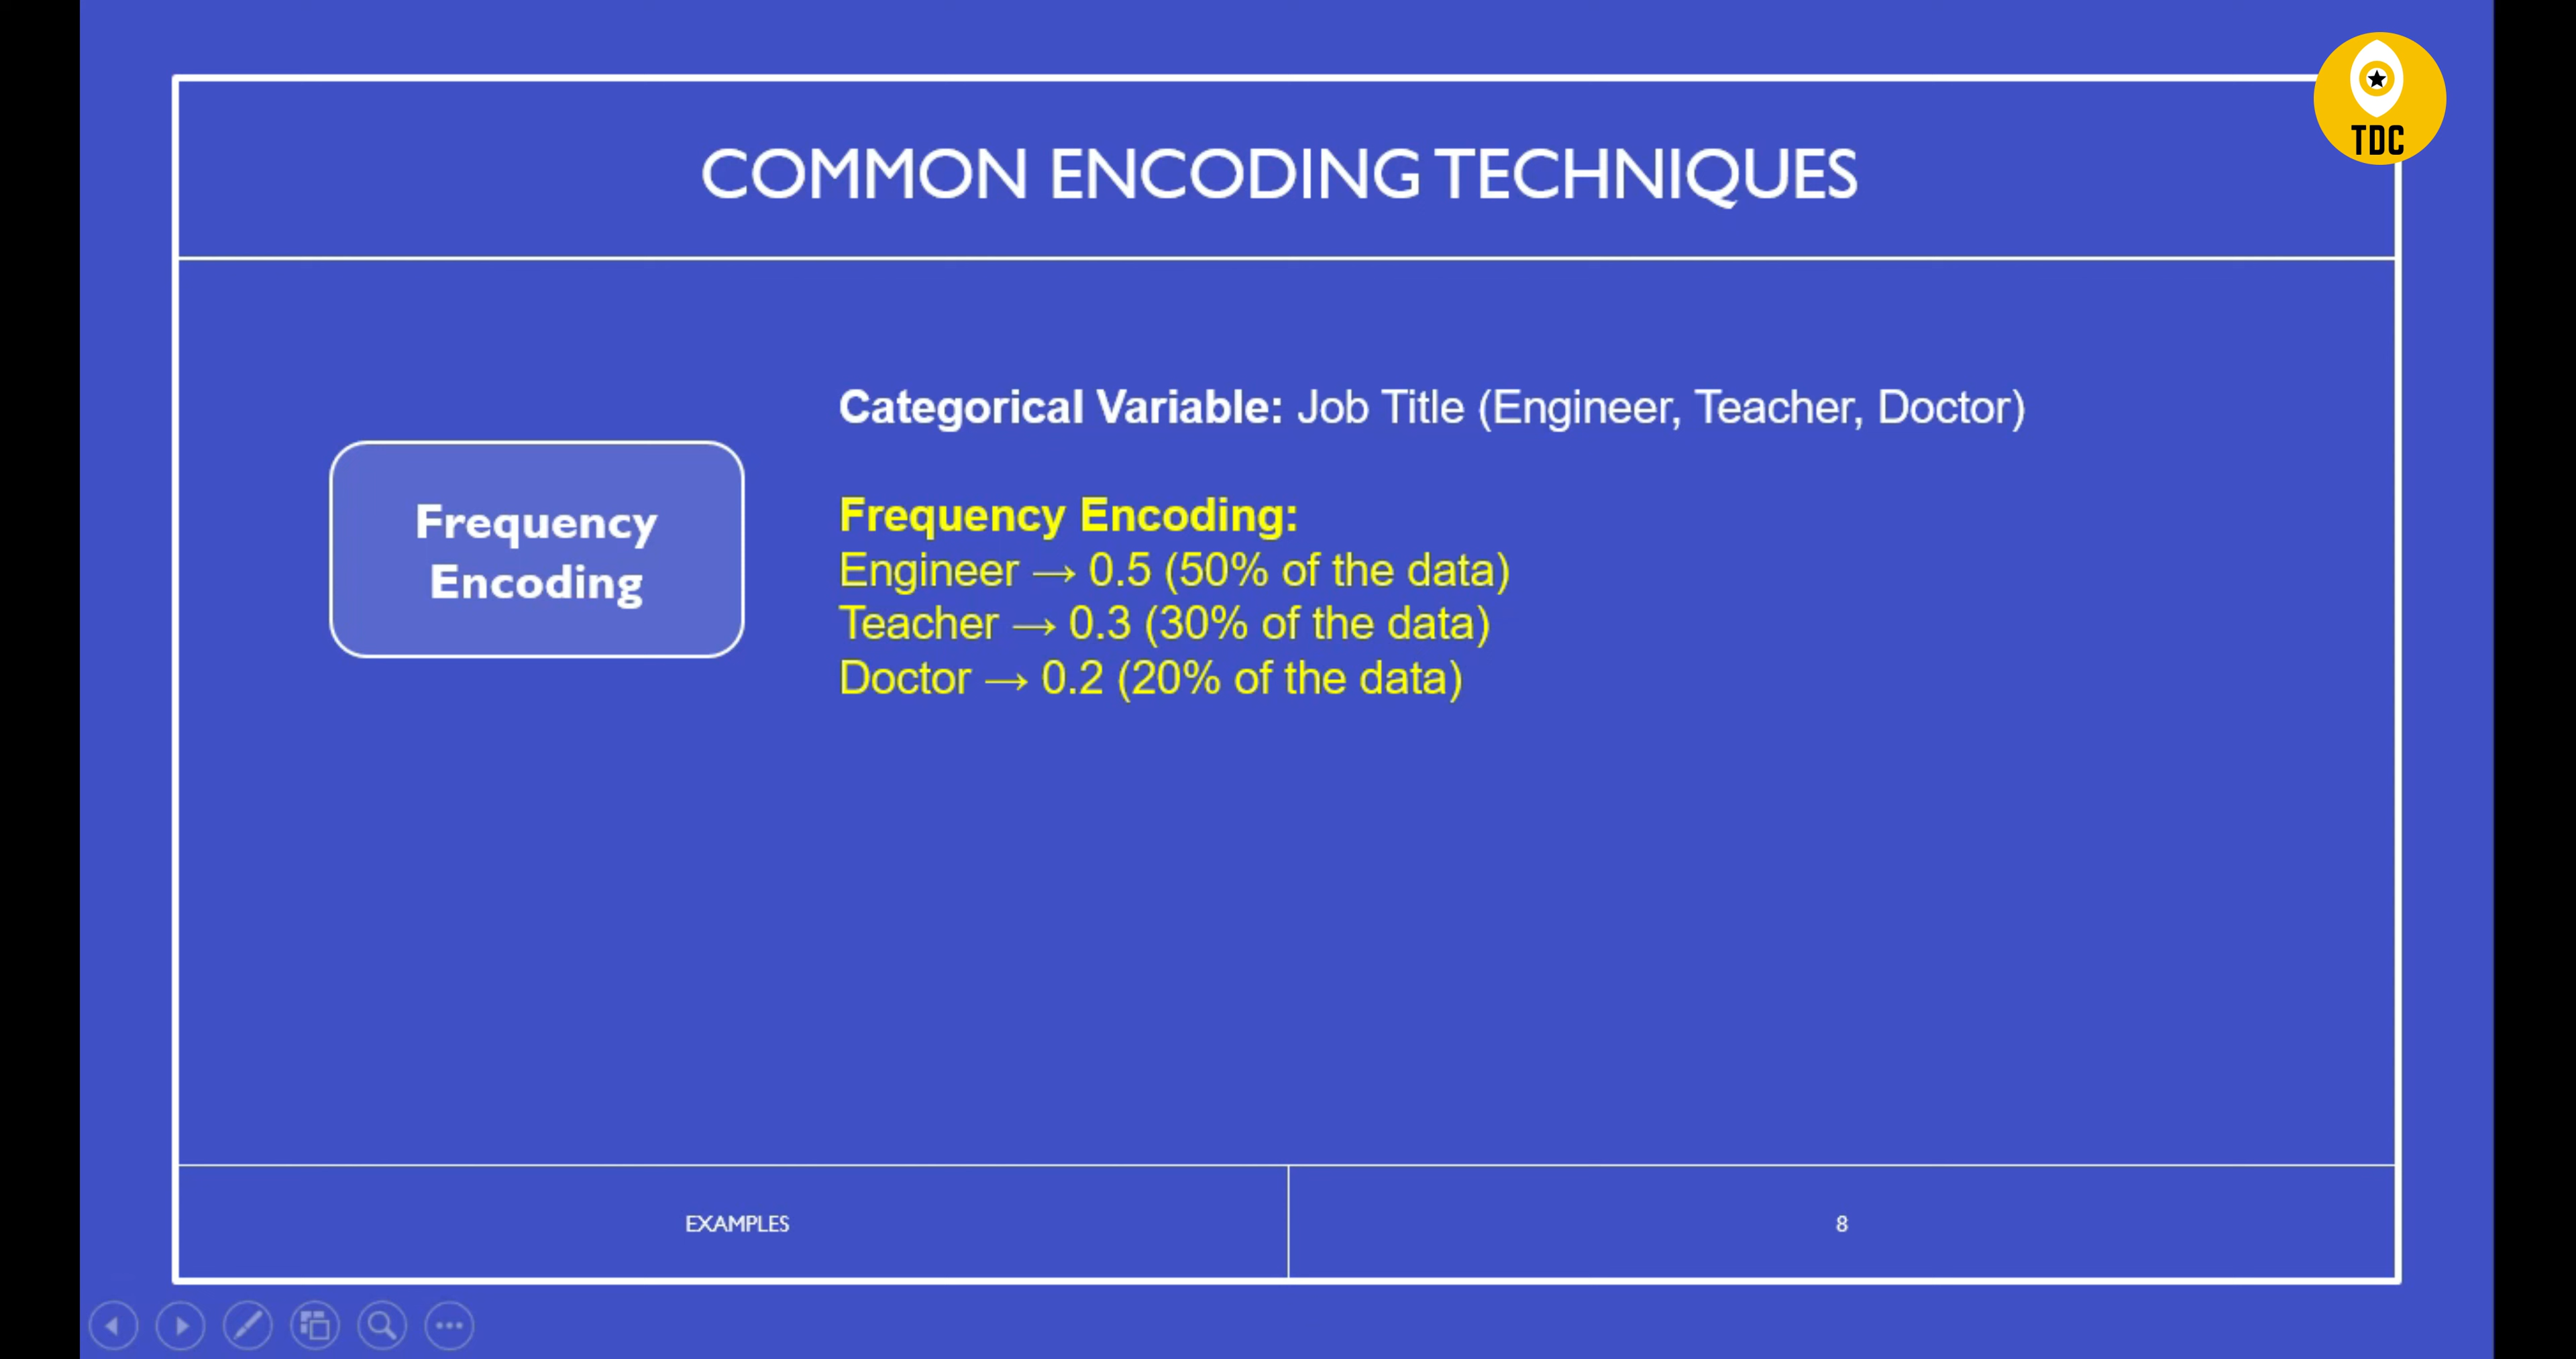 TDC
COMMON ENCODING TECHNIQUES
Frequency
Encoding
Categorical Variable: Job Title (Engineer, Teacher, Doctor)
Frequency Encoding:
Engineer → 0.5 (50% of the data)
Teacher → 0.3 (30% of the data)
Doctor → 0.2 (20% of the data)
EXAMPLES
8